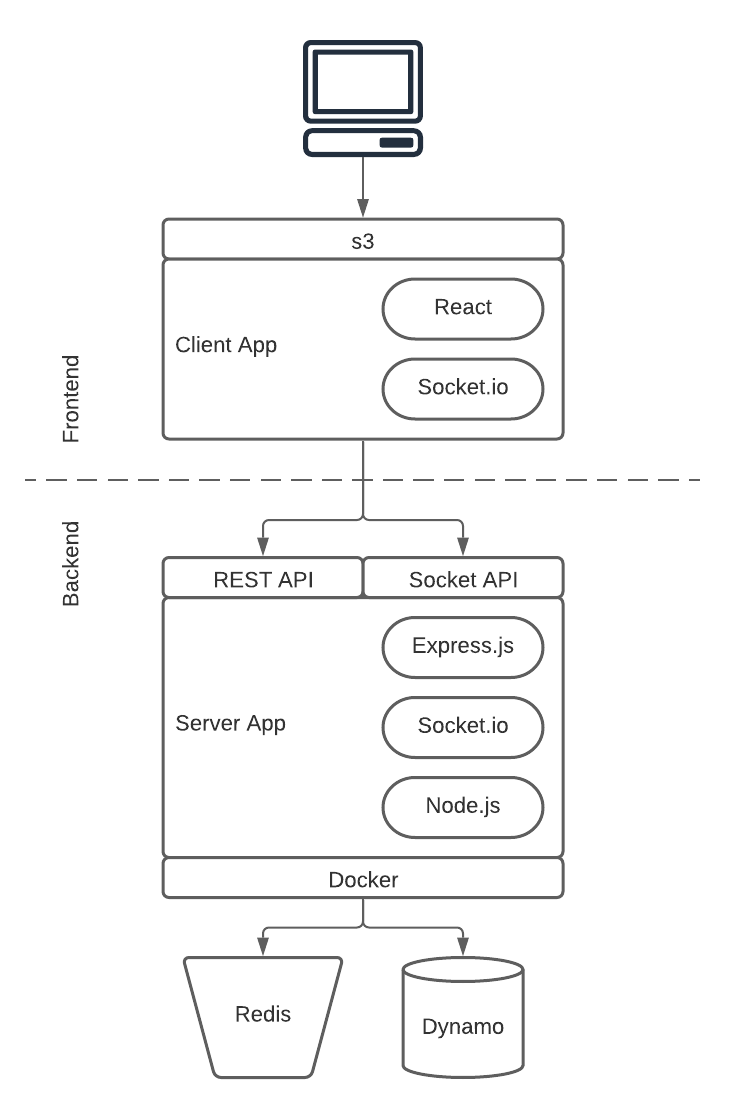 s3
React
Client App
Socket.io
Frontend
Backend
REST API
Socket API
Express.js
Server App
Socket.io
Node.js
Docker
Redis
Dynamo